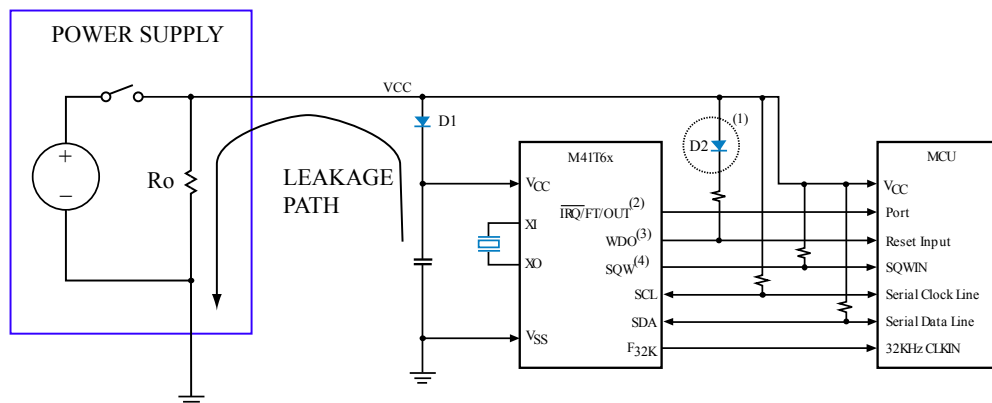 POWER SUPPLY
+
–
Ro
VCC
D1
LEAKAGE
PATH
M41T6x
VCC
XI
XO
VSS
IRQ/FT/OUT(2)
WDO(3)
SQW(4)
SCL
SDA
F32K
D2
(1)
MCU
VCC
Port
Reset Input
SQWIN
Serial Clock Line
Serial Data Line
32KHz CLKIN